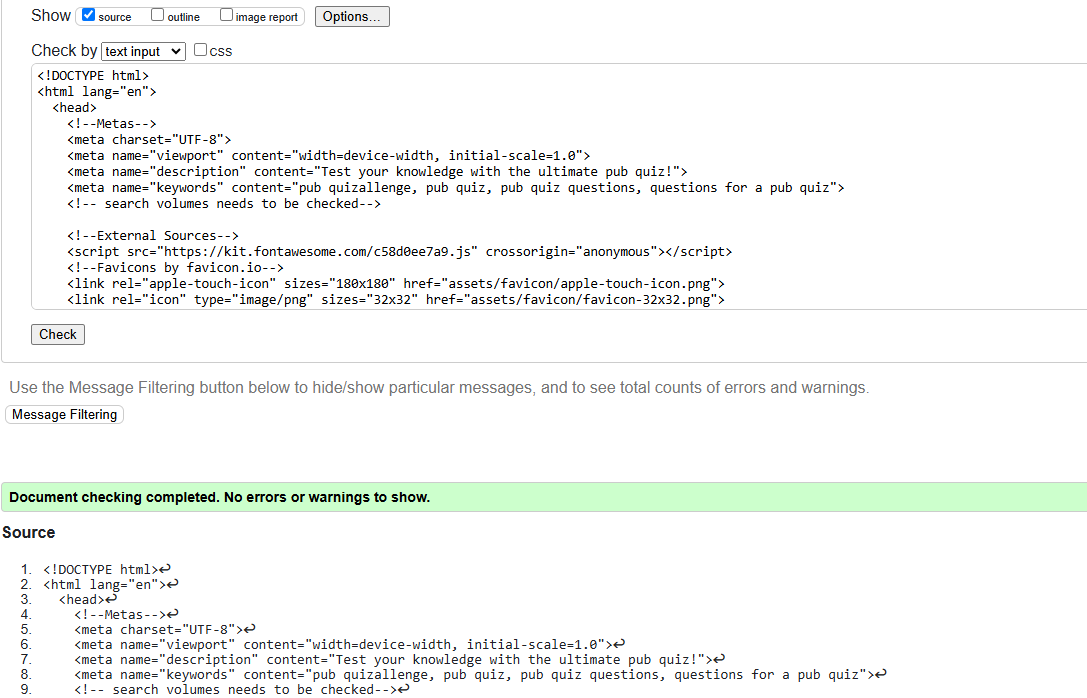 Show source outline image report Options...
Check by text input css
<!DOCTYPE html>
<html lang="en">
  <head>
    <!--Metas-->
    <meta charset="UTF-8">
    <meta name="viewport" content="width=device-width, initial-scale=1.0">
    <meta name="description" content="Test your knowledge with the ultimate pub quiz!">
    <meta name="keywords" content="pub quizallenge, pub quiz, pub quiz questions, questions for a pub quiz">
    <!-- search volumes needs to be checked-->
    <!--External Sources-->
    <script src="https://kit.fontawesome.com/c58d0ee7a9.js" crossorigin="anonymous"></script>
    <!--Favicons by favicon.io-->
    <link rel="apple-touch-icon" sizes="180x180" href="assets/favicon/apple-touch-icon.png">
    <link rel="icon" type="image/png" sizes="32x32" href="assets/favicon/favicon-32x32.png">
Check
Use the Message Filtering button below to hide/show particular messages, and to see total counts of errors and warnings.
Message Filtering
Document checking completed. No errors or warnings to show.
Source
1. <!DOCTYPE html>↩
2. <html lang="en">↩
3.   <head>↩
4.     <!--Metas-->↩
5.     <meta charset="UTF-8">↩
6.     <meta name="viewport" content="width=device-width, initial-scale=1.0">↩
7.     <meta name="description" content="Test your knowledge with the ultimate pub quiz!">↩
8.     <meta name="keywords" content="pub quizallenge, pub quiz, pub quiz questions, questions for a pub quiz">↩
9.     <!-- search volumes needs to be checked-->↩